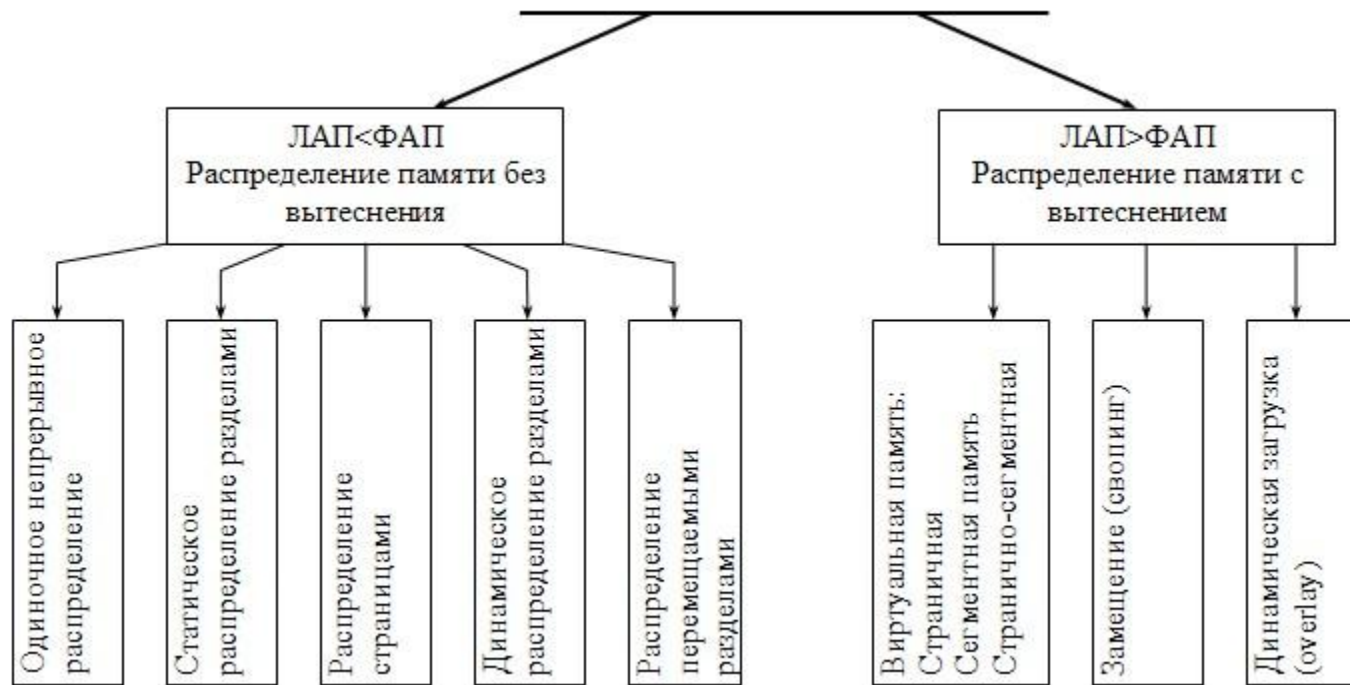 ЛАП<ФАП
Распределение памяти без
вытеснения
ЛАП>ФАП
Распределение памяти с
вытеснением
Одиночное непрерывное
распределение
Статическое
распределение разделами
Распределение
страницами
Динамическое
распределение разделами
Распределение
перемещаемыми
разделами
Виртуальная память:
Страничная
Сегментная память
Странично-сегментная
Замещение (свопинг)
Динамическая загрузка
(overlay)